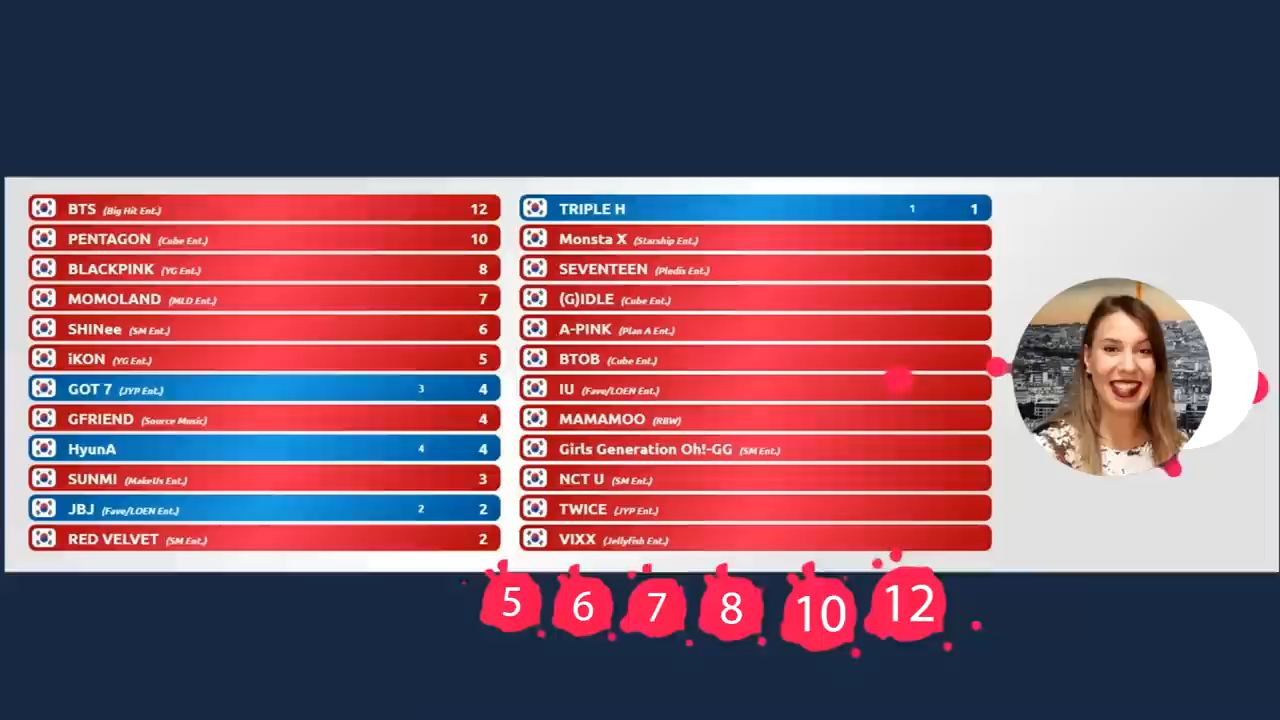 BTS (Big Hit Ent.) 12
PENTAGON (Cube Ent.) 10
BLACKPINK (YG Ent.) 8
MOMOLAND (MLD Ent.) 7
SHINee (SM Ent.) 6
iKON (YG Ent.) 5
GOT 7 (JYP Ent.) 3 4
GFRIEND (Source Music) 4
HyunA 4 4
SUNMI (MakeUs Ent.) 3
JBJ (Fave/LOEN Ent.) 2 2
RED VELVET (SM Ent.) 2
TRIPLE H 1 1
Monsta X (Starship Ent.)
SEVENTEEN (Pledis Ent.)
(G)IDLE (Cube Ent.)
A-PINK (Plan A Ent.)
BTOB (Cube Ent.)
IU (Fave/LOEN Ent.)
MAMAMOO (RBW)
Girls Generation Oh!-GG (SM Ent.)
NCT U (SM Ent.)
TWICE (JYP Ent.)
VIXX (Jellyfish Ent.)
5 6 7 8 10 12